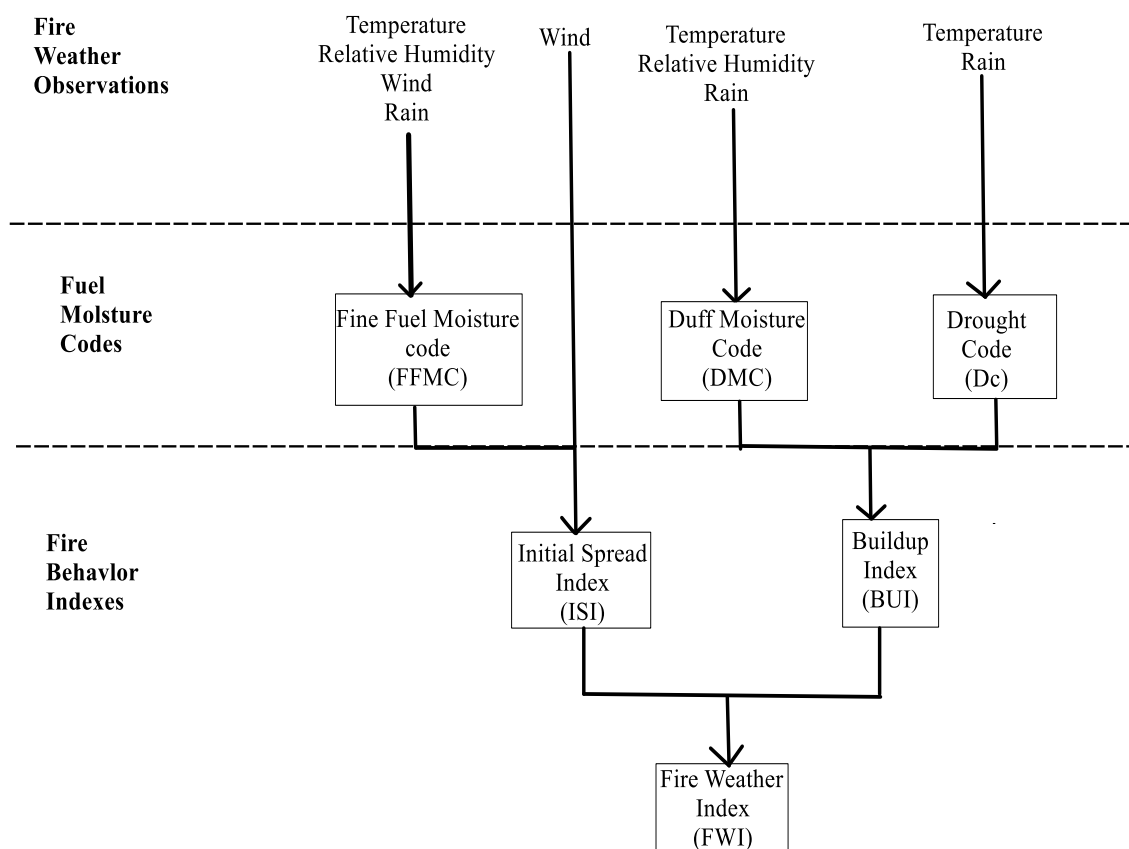 Fire
Weather
Observations
Temperature
Relative Humidity
Wind
Rain
Wind
Temperature
Relative Humidity
Rain
Temperature
Rain
Fuel
Molsture
Codes
Fine Fuel Moisture
code
(FFMC)
Duff Moisture
Code
(DMC)
Drought
Code
(Dc)
Fire
Behavlor
Indexes
Initial Spread
Index
(ISI)
Buildup
Index
(BUI)
Fire Weather
Index
(FWI)